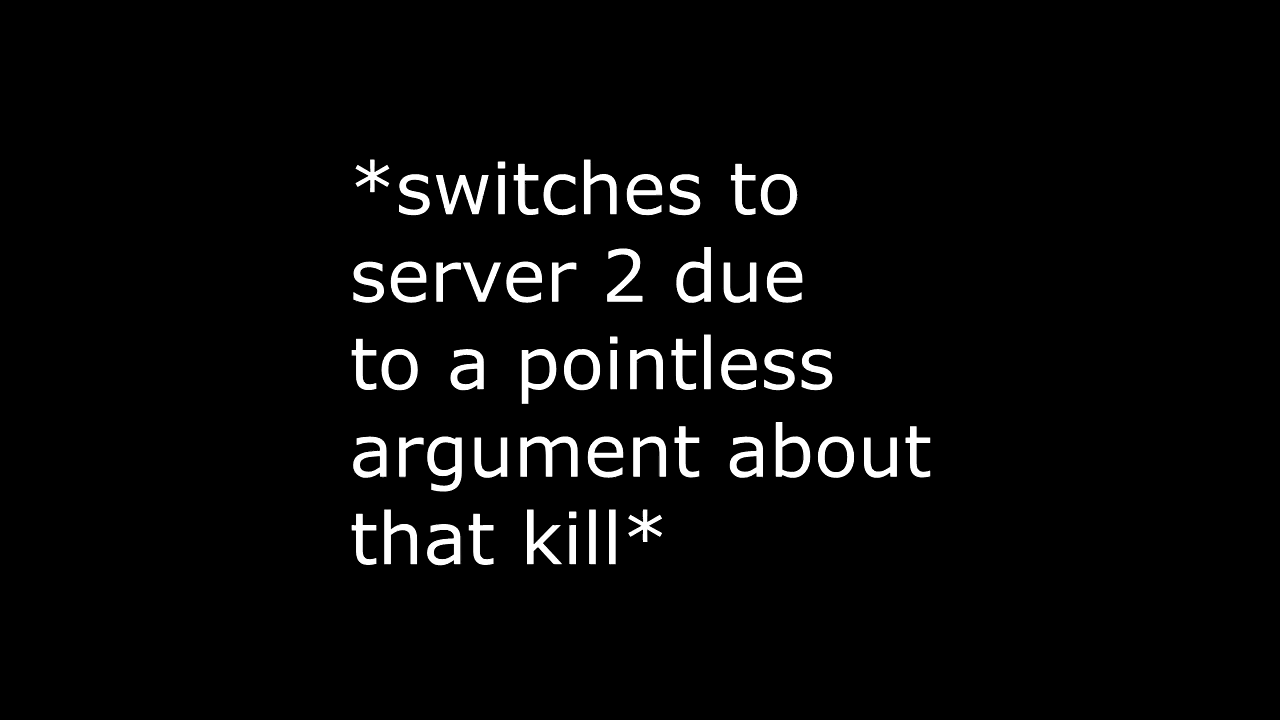 *switches to
server 2 due
to a pointless
argument about
that kill*